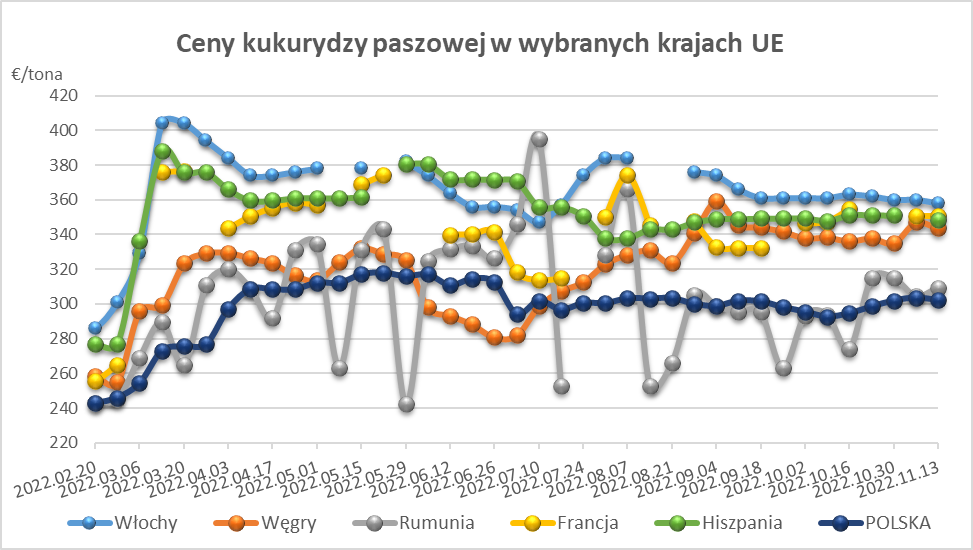 Ceny kukurydzy paszowej w wybranych krajach UE
€/tona
420
400
380
360
340
320
300
280
260
240
220
2022.02.20 2022.03.06 2022.03.20 2022.04.03 2022.04.17 2022.05.01 2022.05.15 2022.05.29 2022.06.12 2022.06.26 2022.07.10 2022.07.24 2022.08.07 2022.08.21 2022.09.04 2022.09.18 2022.10.02 2022.10.16 2022.10.30 2022.11.13
Włochy Węgry Rumunia Francja Hiszpania POLSKA